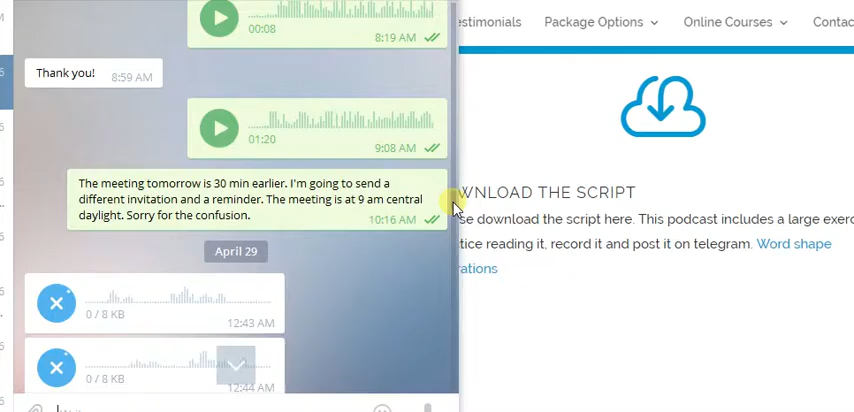 estimonials
Package Options
Online Courses
Contac
00:08
8:19 AM
Thank you!
8:59 AM
01:20
9:08 AM
The meeting tomorrow is 30 min earlier. I'm going to send a
different invitation and a reminder. The meeting is at 9 am central
daylight. Sorry for the confusion.
10:16 AM
April 29
0 / 8 KB
12:43 AM
0 / 8 KB
12:44 AM
WNLOAD THE SCRIPT
se download the script here. This podcast includes a large exerc
tice reading it, record it and post it on telegram. Word shape
rations